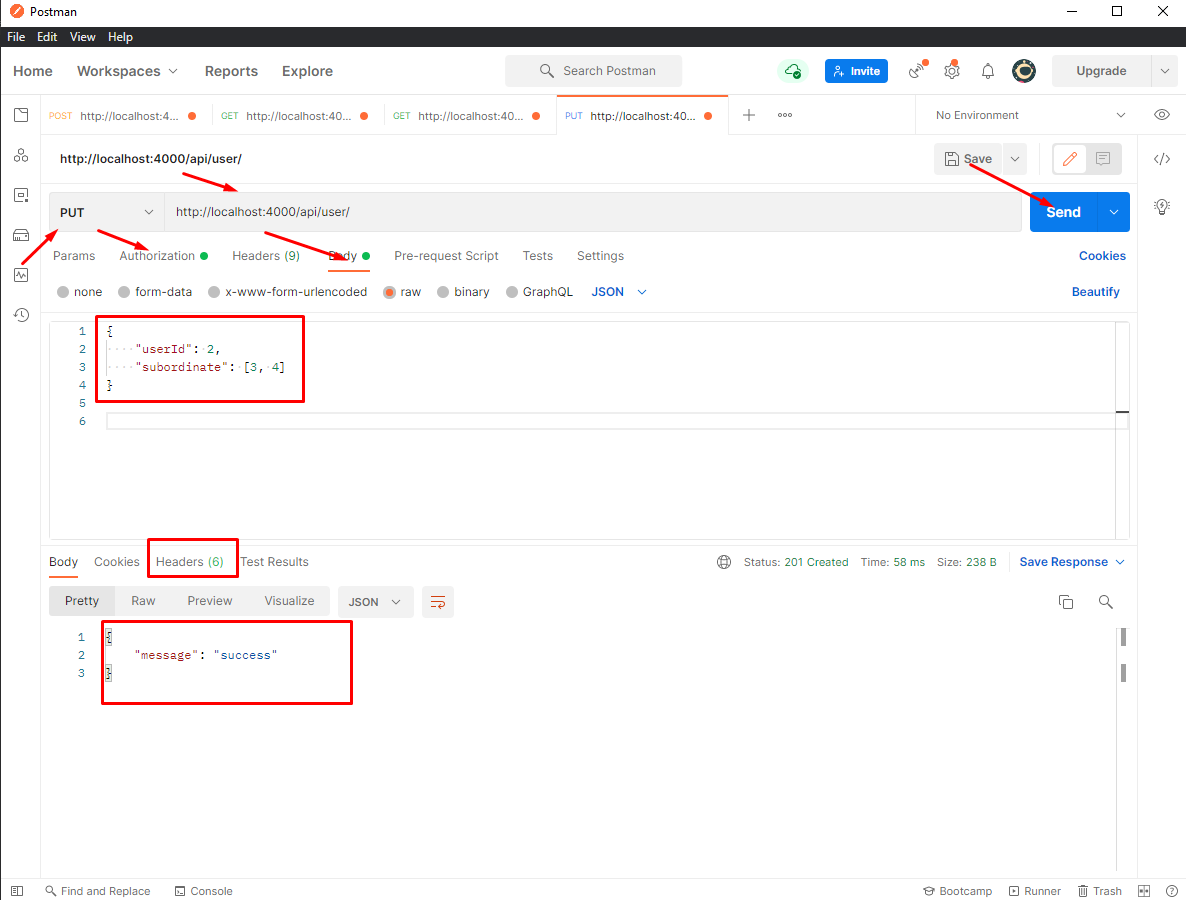 Postman
File Edit View Help
Home Workspaces Reports Explore Search Postman Invite Upgrade
POST http://localhost:4... GET http://localhost:40... GET http://localhost:40... PUT http://localhost:40... No Environment
http://localhost:4000/api/user/ Save
PUT http://localhost:4000/api/user/ Send
Params Authorization Headers (9) Body Pre-request Script Tests Settings Cookies
none form-data x-www-form-urlencoded raw binary GraphQL JSON Beautify
1 {
2 "userId": 2,
3 "subordinate": [3, 4]
4 }
5
6
Body Cookies Headers (6) Test Results Status: 201 Created Time: 58 ms Size: 238 B Save Response
Pretty Raw Preview Visualize JSON
1 {
2 "message": "success"
3 }
Find and Replace Console Bootcamp Runner Trash